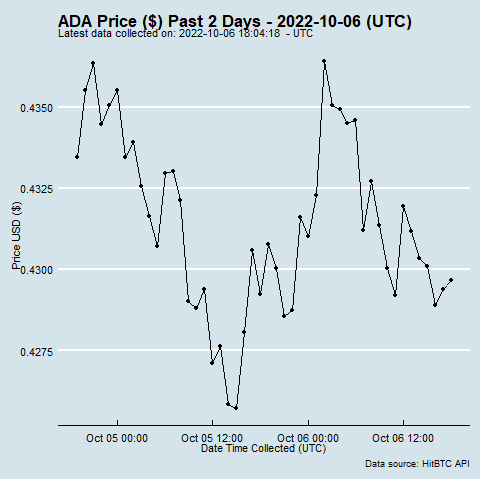 ADA Price ($) Past 2 Days - 2022-10-06 (UTC)
Latest data collected on: 2022-10-06 18:04:18 - UTC
Price USD ($)
0.4350
0.4325
0.4300
0.4275
Oct 05 00:00 Oct 05 12:00 Oct 06 00:00 Oct 06 12:00
Date Time Collected (UTC)
Data source: HitBTC API